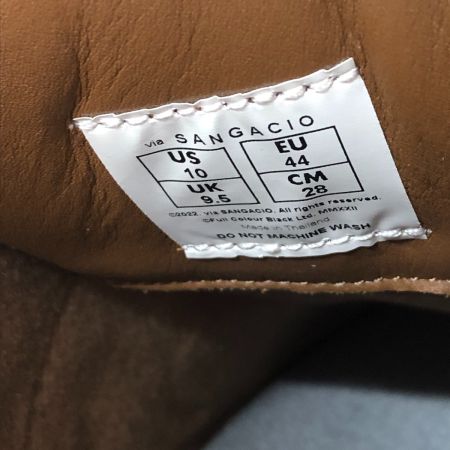 via SANGACIO
US EU
10 44
UK CM
9.5 28
©2022. via SANGACIO. All rights reserved.
©Full Colour Black Ltd. MMXXII
Made in Thailand
DO NOT MACHINE WASH